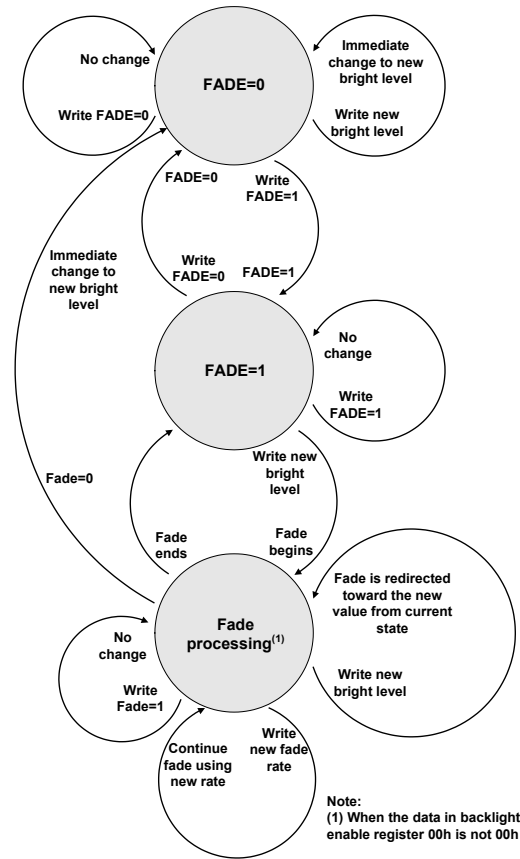 No change
Write FADE=0
FADE=0
Immediate
change to new
bright level
Write new
bright level
FADE=0
Write
FADE=1
Immediate
change to
new bright
level
Write
FADE=0
FADE=1
FADE=1
No
change
Write
FADE=1
Fade=0
Write new
bright
level
Fade
ends
Fade
begins
Fade
processing(1)
Fade is redirected
toward the new
value from current
state
Write new
bright level
No
change
Write
Fade=1
Continue
fade using
new rate
Write
new fade
rate
Note:
(1) When the data in backlight
enable register 00h is not 00h